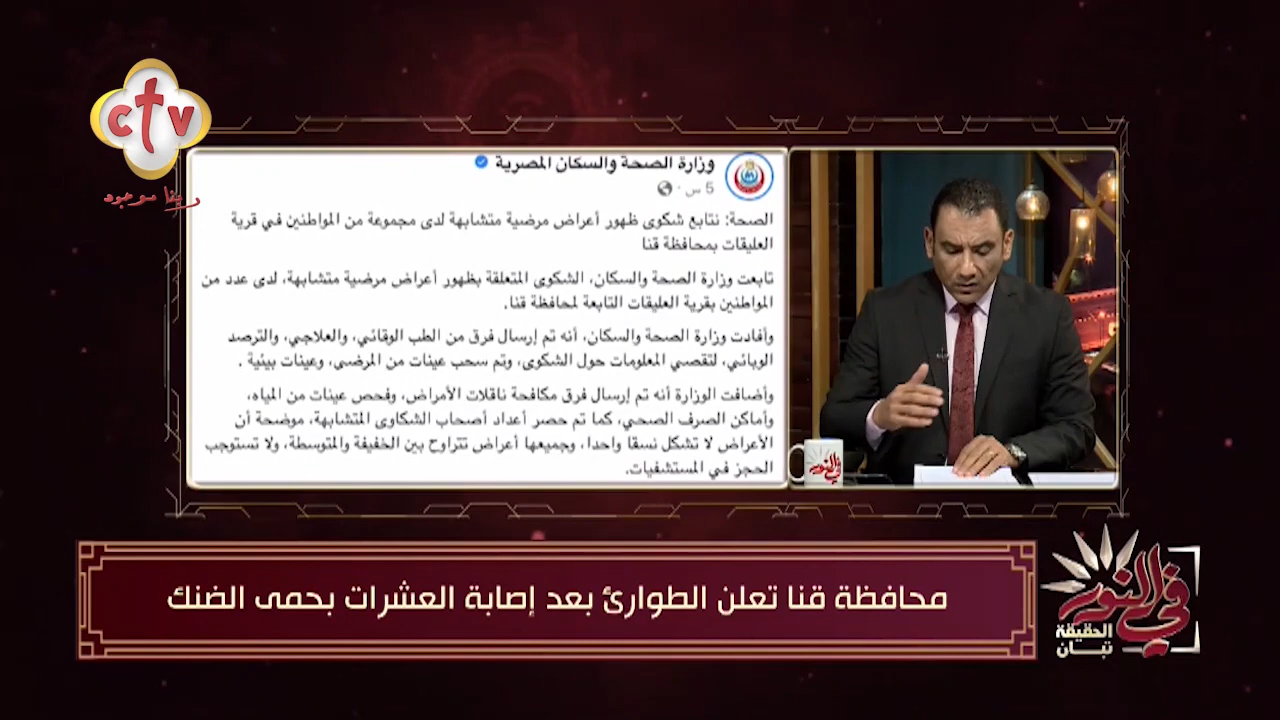 ctv
ربنا موجود
وزارة الصحة والسكان المصرية
5 س ·
الصحة: نتابع شكوى ظهور أعراض مرضية متشابهة لدى مجموعة من المواطنين في قرية
العليقات بمحافظة قنا
تابعت وزارة الصحة والسكان، الشكوى المتعلقة بظهور أعراض مرضية متشابهة، لدى عدد من
المواطنين بقرية العليقات التابعة لمحافظة قنا.
وأفادت وزارة الصحة والسكان، أنه تم إرسال فرق من الطب الوقائي، والعلاجي، والترصد
الوبائي، لتقصي المعلومات حول الشكوى، وتم سحب عينات من المرضى، وعينات بيئية .
وأضافت الوزارة أنه تم إرسال فرق مكافحة ناقلات الأمراض، وفحص عينات من المياه،
وأماكن الصرف الصحي، كما تم حصر أعداد أصحاب الشكاوى المتشابهة، موضحة أن
الأعراض لا تشكل نسقا واحدا، وجميعها أعراض تتراوح بين الخفيفة والمتوسطة، ولا تستوجب
الحجز في المستشفيات.
في النور
محافظة قنا تعلن الطوارئ بعد إصابة العشرات بحمى الضنك
في النور
الحقيقة
تبان